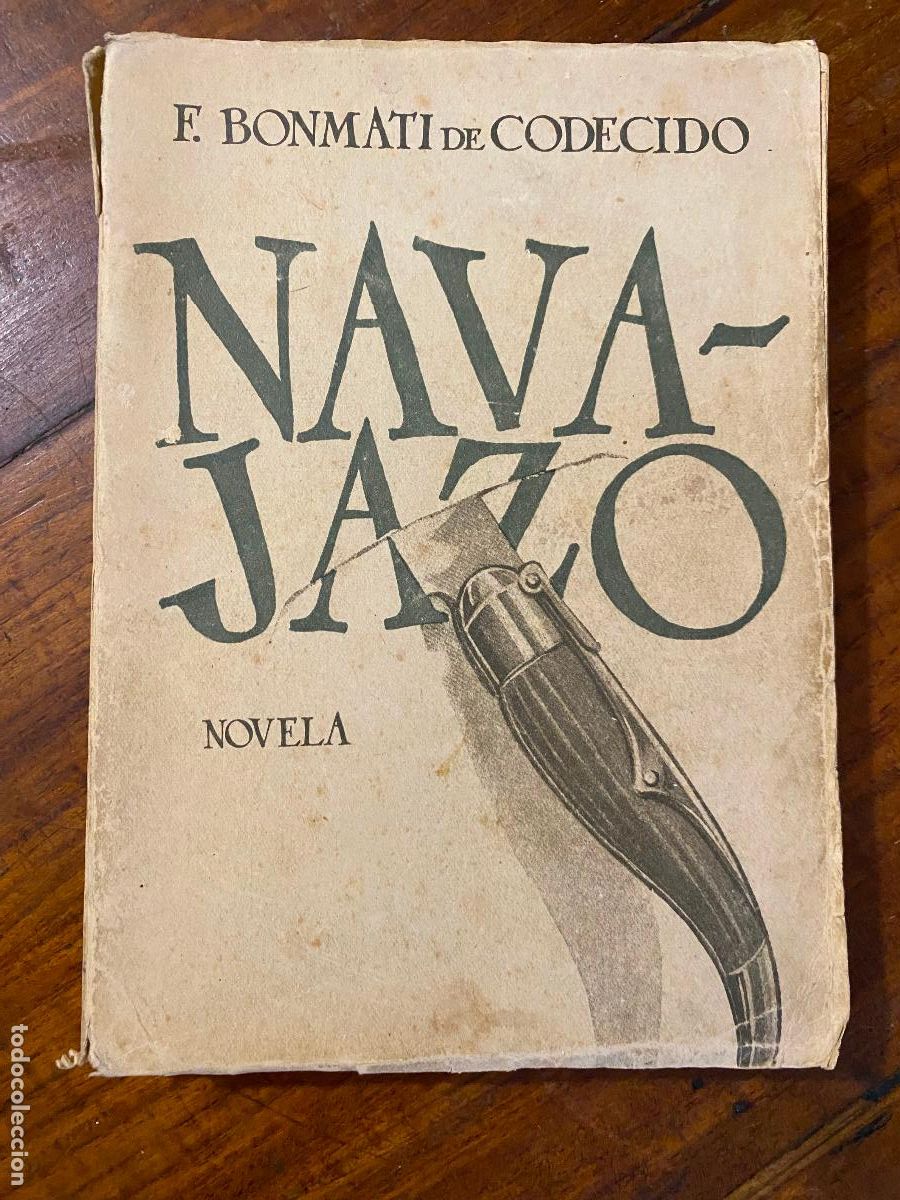 F. BONMATI DE CODECIDO
NAVA-
JAZO
NOVELA
todocoleccion